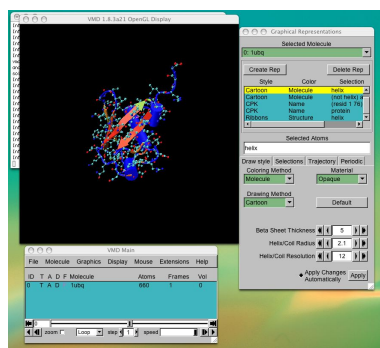 VMD 1.8.3a21 OpenGL Display
Graphical Representations
Selected Molecule
0: 1ubq
Create Rep
Delete Rep
Style Color Selection
Cartoon Molecule helix
Cartoon Molecule (not helix) a
CPK Name (resid 1 76)
CPK Name protein
Ribbons Structure helix
Selected Atoms
helix
Draw style Selections Trajectory Periodic
Coloring Method Material
Molecule Opaque
Drawing Method
Cartoon Default
Beta Sheet Thickness 5
Helix/Coil Radius 2.1
Helix/Coil Resolution 12
Apply Changes
Automatically Apply
VMD Main
File Molecule Graphics Display Mouse Extensions Help
ID T A D F Molecule Atoms Frames Vol
0 T A D 1ubq 660 1 0
0
zoom Loop step 1 speed